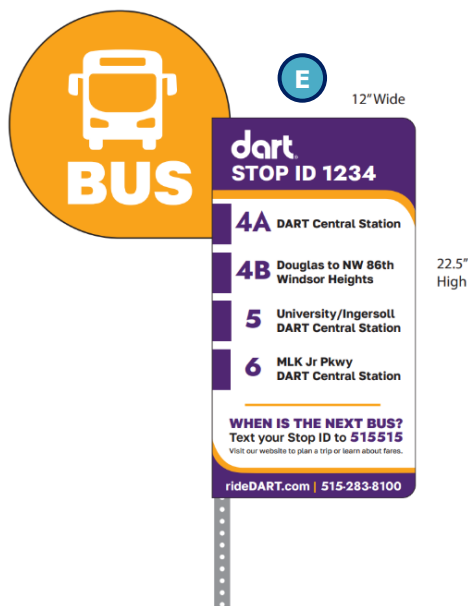 E
12" Wide
BUS
dart
STOP ID 1234
4A DART Central Station
4B Douglas to NW 86th
Windsor Heights
22.5"
High
5 University/Ingersoll
DART Central Station
6 MLK Jr Pkwy
DART Central Station
WHEN IS THE NEXT BUS?
Text your Stop ID to 515515
Visit our website to plan a trip or learn about fares.
rideDART.com | 515-283-8100